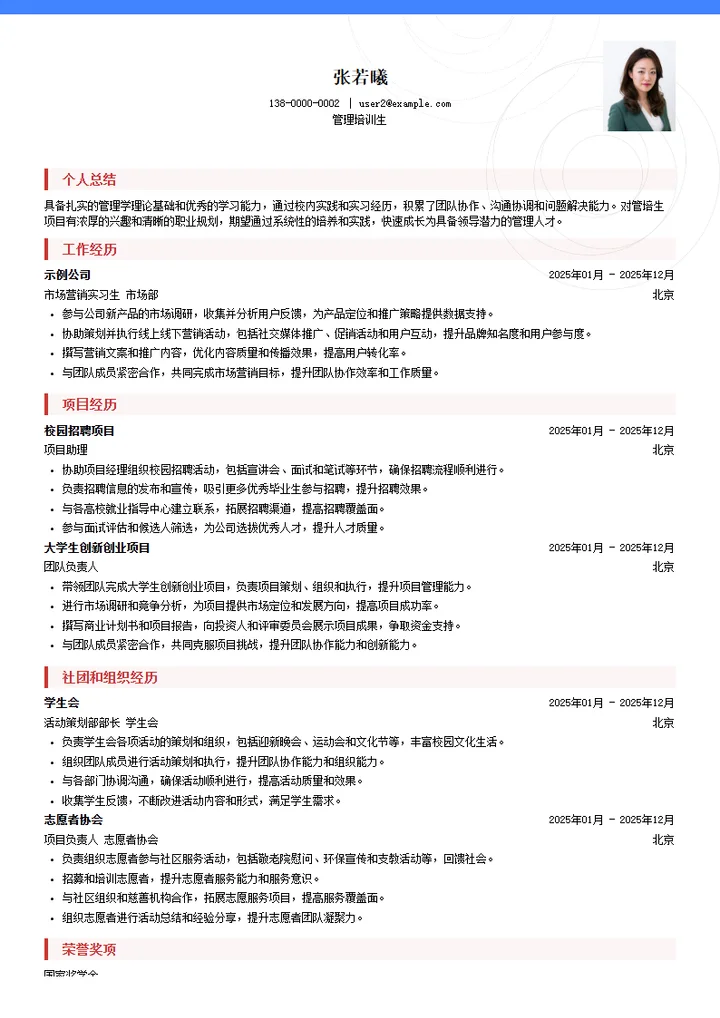 张若曦
138-0000-0002 | user2@example.com
管理培训生
个人总结
具备扎实的管理学理论基础和优秀的学习能力，通过校内实践和实习经历，积累了团队协作、沟通协调和问题解决能力。对管培生
项目有浓厚的兴趣和清晰的职业规划，期望通过系统性的培养和实践，快速成长为具备领导潜力的管理人才。
工作经历
示例公司 2025年01月 - 2025年12月
市场营销实习生 市场部 北京
• 参与公司新产品的市场调研，收集并分析用户反馈，为产品定位和推广策略提供数据支持。
• 协助策划并执行线上线下营销活动，包括社交媒体推广、促销活动和用户互动，提升品牌知名度和用户参与度。
• 撰写营销文案和推广内容，优化内容质量和传播效果，提高用户转化率。
• 与团队成员紧密合作，共同完成市场营销目标，提升团队协作效率和工作质量。
项目经历
校园招聘项目 2025年01月 - 2025年12月
项目助理 北京
• 协助项目经理组织校园招聘活动，包括宣讲会、面试和笔试等环节，确保招聘流程顺利进行。
• 负责招聘信息的发布和宣传，吸引更多优秀毕业生参与招聘，提升招聘效果。
• 与各高校就业指导中心建立联系，拓展招聘渠道，提高招聘覆盖面。
• 参与面试评估和候选人筛选，为公司选拔优秀人才，提升人才质量。
大学生创新创业项目 2025年01月 - 2025年12月
团队负责人 北京
• 带领团队完成大学生创新创业项目，负责项目策划、组织和执行，提升项目管理能力。
• 进行市场调研和竞争分析，为项目提供市场定位和发展方向，提高项目成功率。
• 撰写商业计划书和项目报告，向投资人和评审委员会展示项目成果，争取资金支持。
• 与团队成员紧密合作，共同克服项目挑战，提升团队协作能力和创新能力。
社团和组织经历
学生会 2025年01月 - 2025年12月
活动策划部部长 学生会 北京
• 负责学生会各项活动的策划和组织，包括迎新晚会、运动会和文化节等，丰富校园文化生活。
• 组织团队成员进行活动策划和执行，提升团队协作能力和组织能力。
• 与各部门协调沟通，确保活动顺利进行，提高活动质量和效果。
• 收集学生反馈，不断改进活动内容和形式，满足学生需求。
志愿者协会 2025年01月 - 2025年12月
项目负责人 志愿者协会 北京
• 负责组织志愿者参与社区服务活动，包括敬老院慰问、环保宣传和支教活动等，回馈社会。
• 招募和培训志愿者，提升志愿者服务能力和服务意识。
• 与社区组织和慈善机构合作，拓展志愿服务项目，提高服务覆盖面。
• 组织志愿者进行活动总结和经验分享，提升志愿者团队凝聚力。
荣誉奖项
国家奖学金